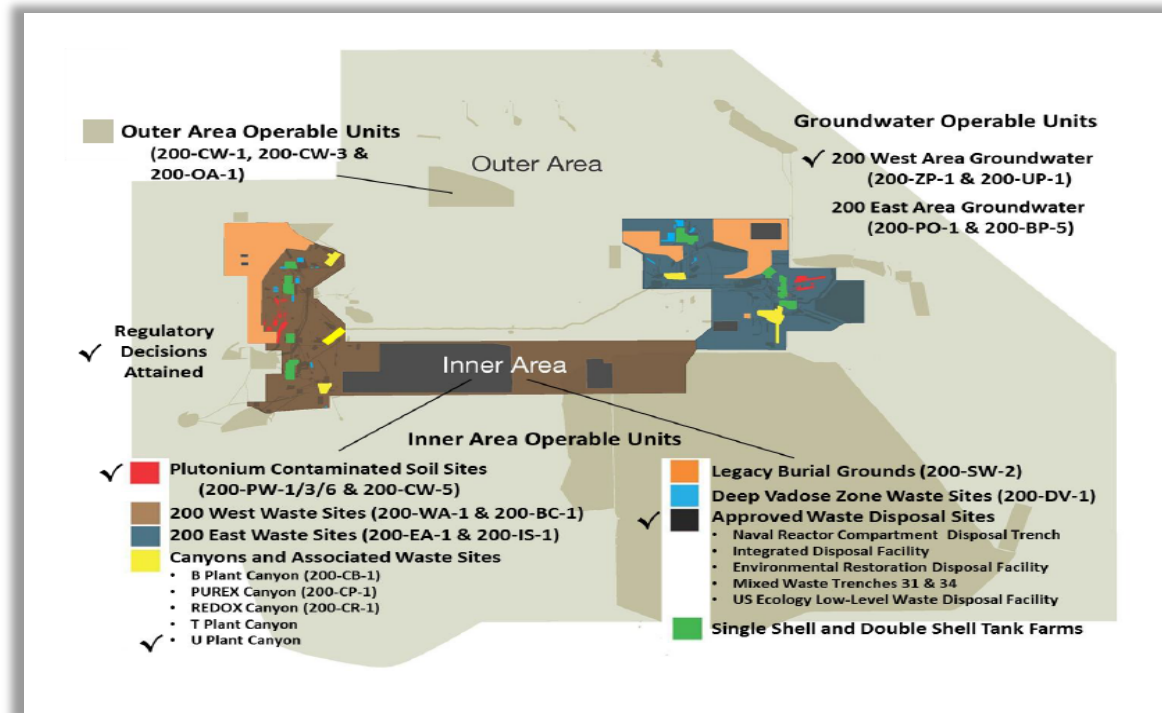 Outer Area Operable Units
(200-CW-1, 200-CW-3 &
200-OA-1)
Outer Area
Groundwater Operable Units
✓ 200 West Area Groundwater
(200-ZP-1 & 200-UP-1)
200 East Area Groundwater
(200-PO-1 & 200-BP-5)
Regulatory
✓ Decisions
Attained
Inner Area
Inner Area Operable Units
✓ Plutonium Contaminated Soil Sites
(200-PW-1/3/6 & 200-CW-5)
200 West Waste Sites (200-WA-1 & 200-BC-1)
200 East Waste Sites (200-EA-1 & 200-IS-1)
Canyons and Associated Waste Sites
• B Plant Canyon (200-CB-1)
• PUREX Canyon (200-CP-1)
• REDOX Canyon (200-CR-1)
• T Plant Canyon
✓ • U Plant Canyon
Legacy Burial Grounds (200-SW-2)
Deep Vadose Zone Waste Sites (200-DV-1)
✓ Approved Waste Disposal Sites
• Naval Reactor Compartment Disposal Trench
• Integrated Disposal Facility
• Environmental Restoration Disposal Facility
• Mixed Waste Trenches 31 & 34
• US Ecology Low-Level Waste Disposal Facility
Single Shell and Double Shell Tank Farms